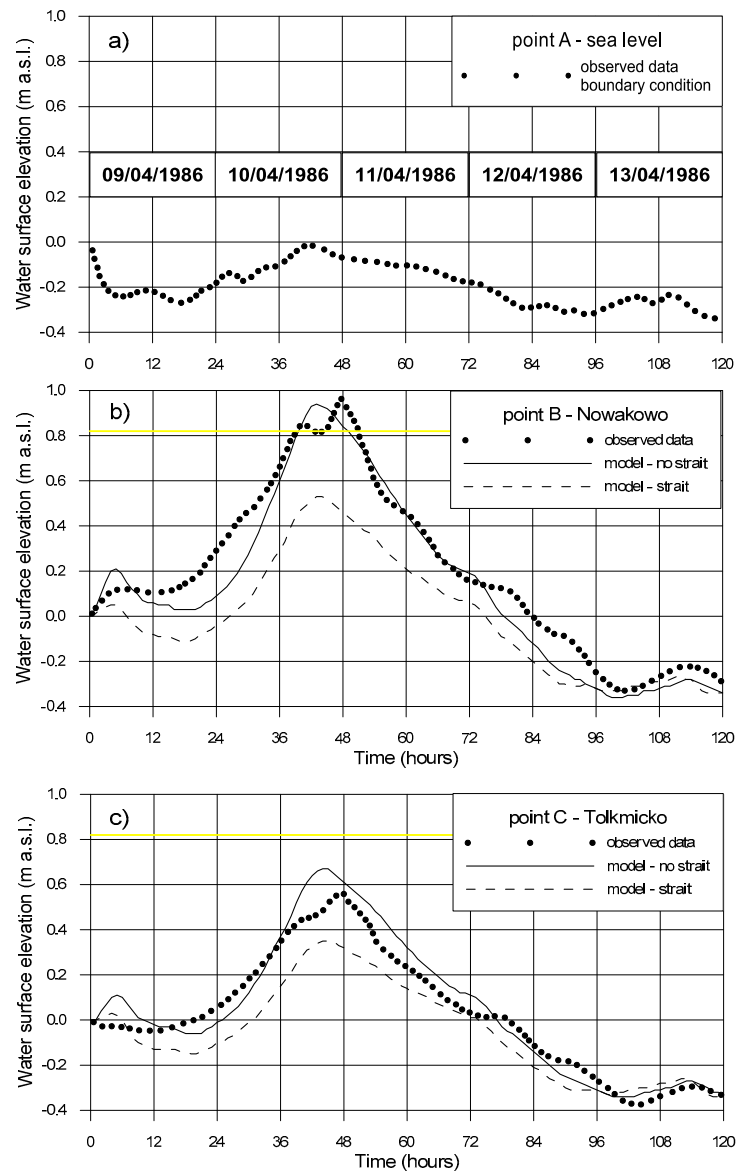 a)
point A - sea level
observed data
boundary condition
Water surface elevation (m a.s.l.)
1.0
0.8
0.6
0.4
0.2
0.0
-0.2
-0.4
09/04/1986 10/04/1986 11/04/1986 12/04/1986 13/04/1986
0 12 24 36 48 60 72 84 96 108 120
b)
point B - Nowakowo
observed data
model - no strait
model - strait
Water surface elevation (m a.s.l.)
1.0
0.8
0.6
0.4
0.2
0.0
-0.2
-0.4
0 12 24 36 48 60 72 84 96 108 120
Time (hours)
c)
point C - Tolkmicko
observed data
model - no strait
model - strait
Water surface elevation (m a.s.l.)
1.0
0.8
0.6
0.4
0.2
0.0
-0.2
-0.4
0 12 24 36 48 60 72 84 96 108 120
Time (hours)